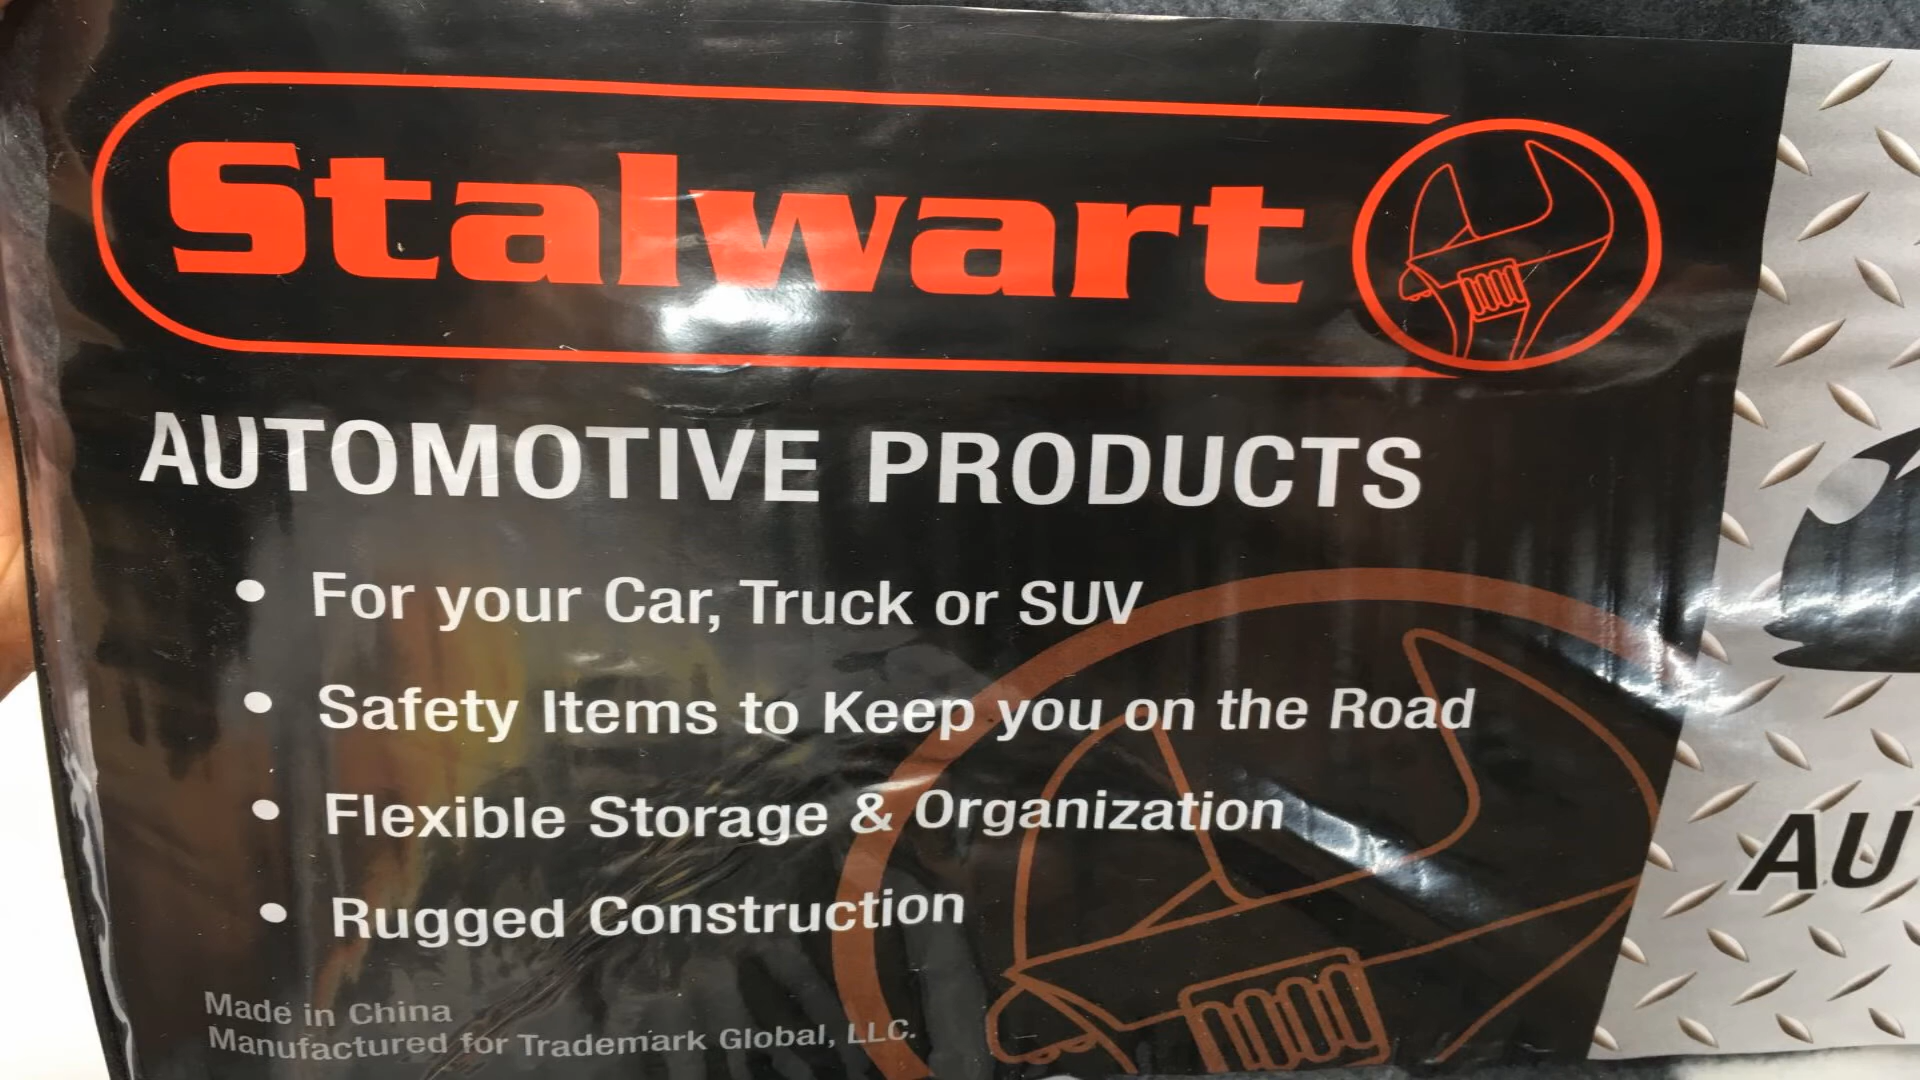 Stalwart
AUTOMOTIVE PRODUCTS
• For your Car, Truck or SUV
• Safety Items to Keep you on the Road
• Flexible Storage & Organization
• Rugged Construction
Made in China
Manufactured for Trademark Global, LLC.
AU